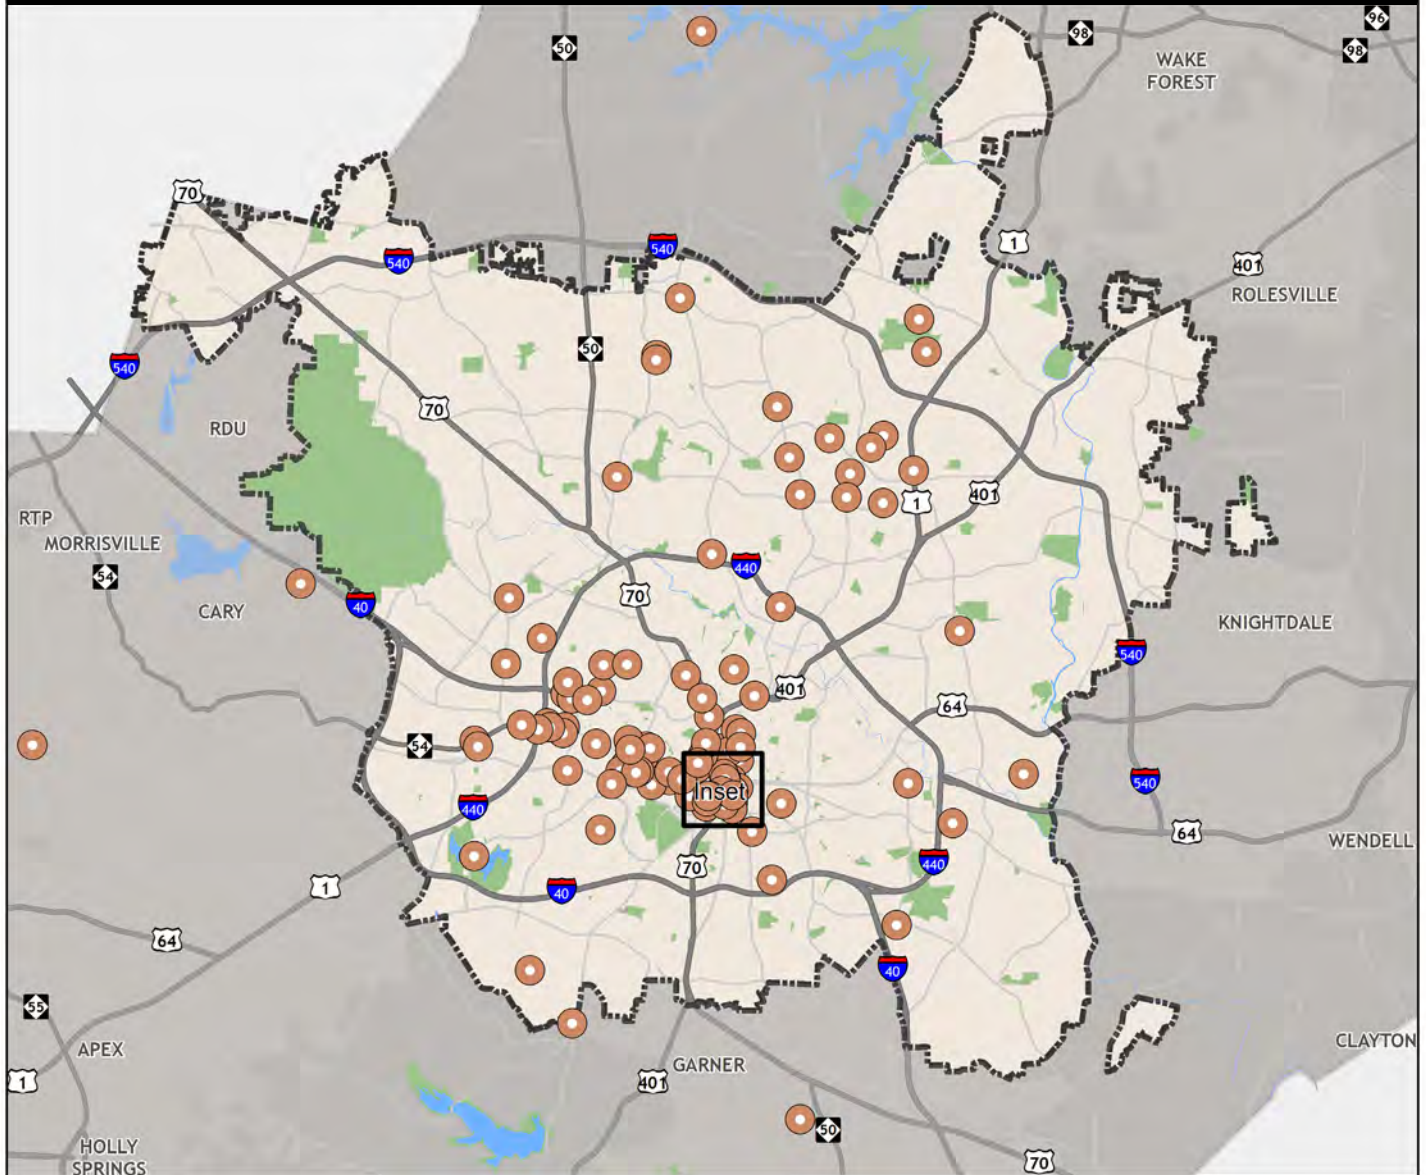 96
98
50
98
WAKE
FOREST
70
540
540
1
401
ROLESVILLE
50
540
70
RDU
401
1
RTP
MORRISVILLE
54
440
70
40
CARY
KNIGHTDALE
540
401
64
54
Inset
540
440
64
WENDELL
70
440
1
40
64
40
55
CLAYTON
APEX
GARNER
1
401
50
HOLLY
SPRINGS
70